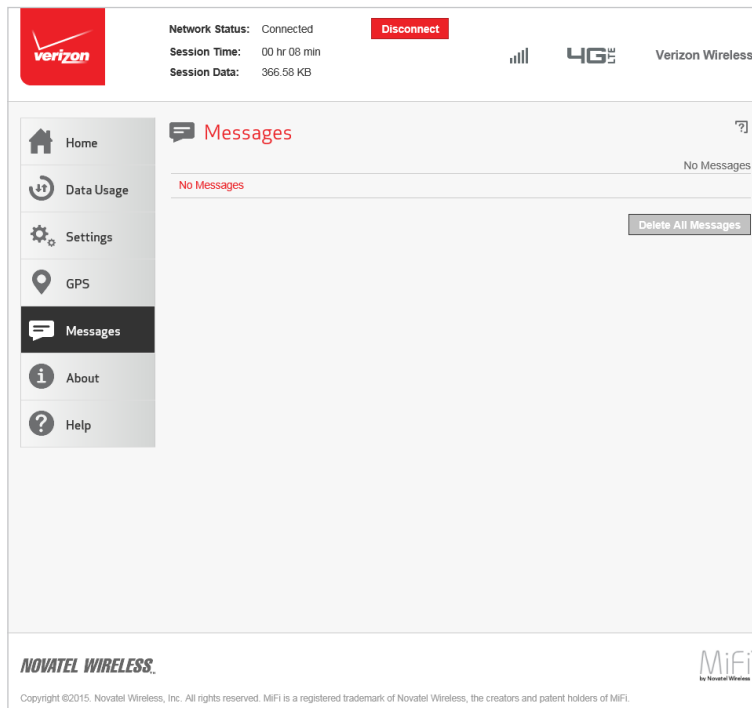 verizon
Network Status: Connected Disconnect
Session Time: 00 hr 08 min
Session Data: 366.58 KB
4G LTE Verizon Wireless
Home
Data Usage
Settings
GPS
Messages
About
Help
Messages
No Messages
No Messages
Delete All Messages
NOVATEL WIRELESS
MiFi
by Novatel Wireless
Copyright ©2015. Novatel Wireless, Inc. All rights reserved. MiFi is a registered trademark of Novatel Wireless, the creators and patent holders of MiFi.